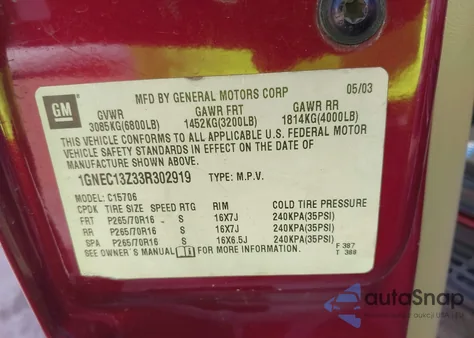 GM
MFD BY GENERAL MOTORS CORP 05/03
GVWR GAWR FRT GAWR RR
3085KG(6800LB) 1452KG(3200LB) 1814KG(4000LB)
THIS VEHICLE CONFORMS TO ALL APPLICABLE U.S. FEDERAL MOTOR
VEHICLE SAFETY STANDARDS IN EFFECT ON THE DATE OF
MANUFACTURE SHOWN ABOVE.
1GNEC13Z33R302919 TYPE: M.P.V.
MODEL: C15706
CPDK TIRE SIZE SPEED RTG RIM COLD TIRE PRESSURE
FRT P265/70R16 S 16X7J 240KPA(35PSI)
RR P265/70R16 S 16X7J 240KPA(35PSI)
SPA P265/70R16 S 16X6.5J 240KPA(35PSI)
SEE OWNER'S MANUAL i FOR MORE INFORMATION.
F 387
T 388
autoSnap